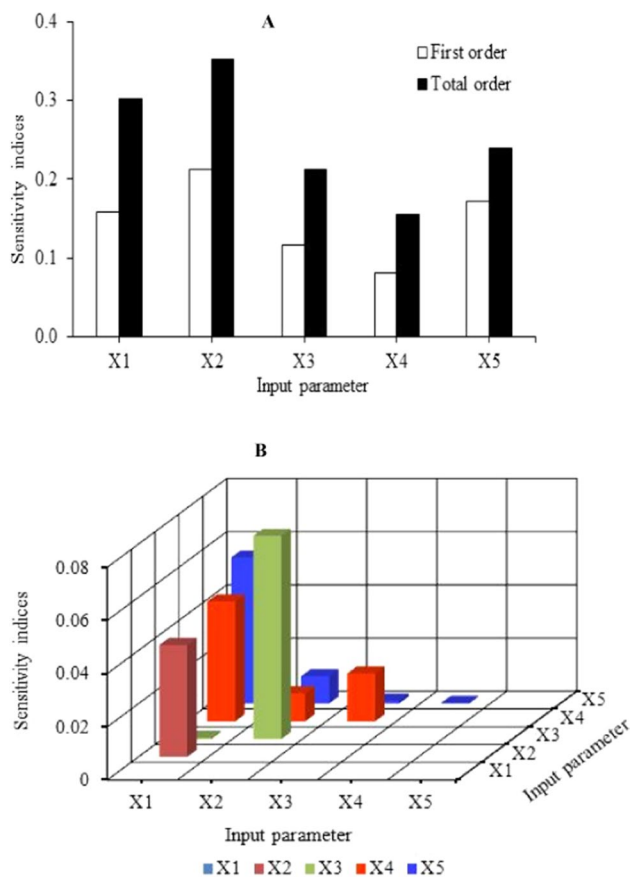 A
0.4
First order
Total order
0.3
0.2
0.1
0.0
Sensitivity indices
X1 X2 X3 X4 X5
Input parameter
B
0.08
0.06
0.04
0.02
0
Sensitivity indices
X1 X2 X3 X4 X5
Input parameter
X1
X2
X3
X4
X5
Input parameter
X1 X2 X3 X4 X5